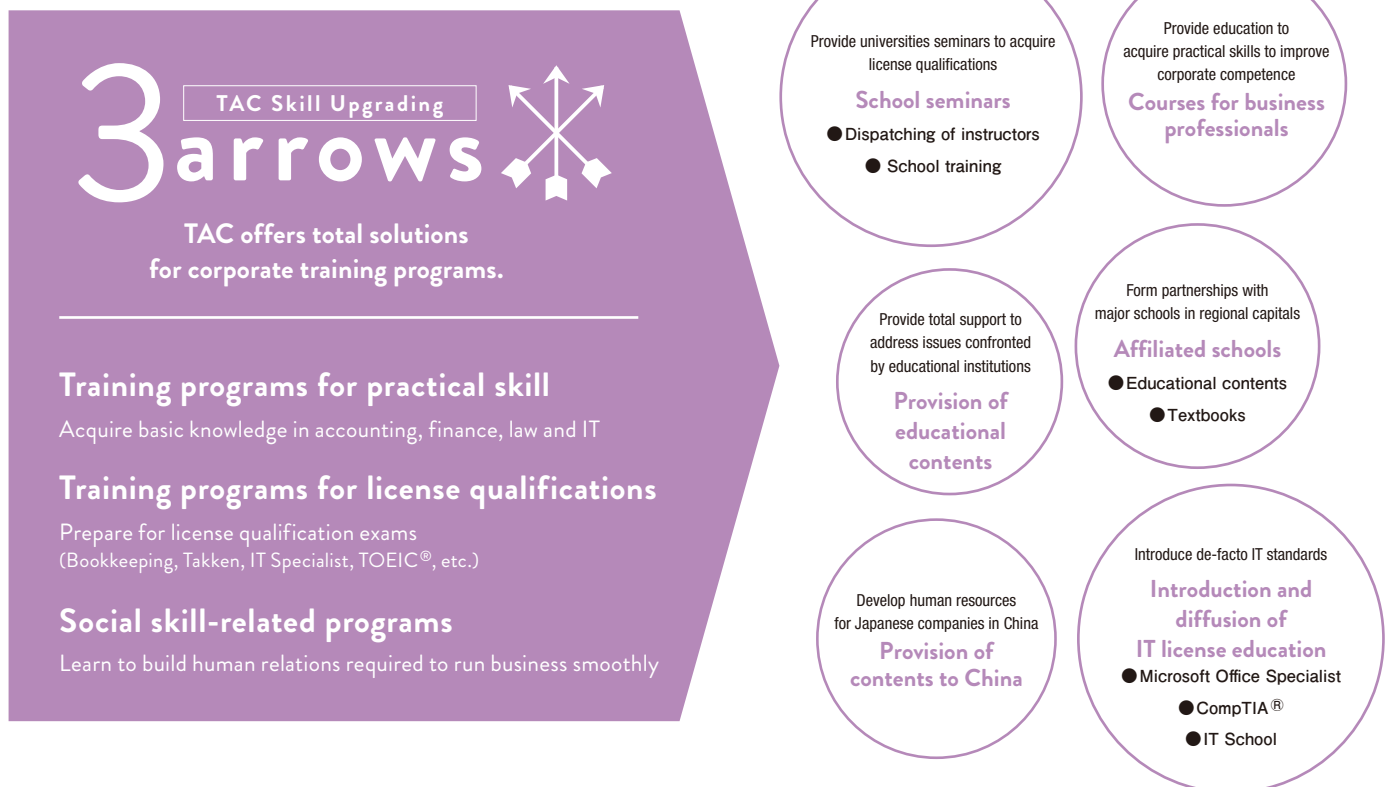 3
TAC Skill Upgrading
arrows
TAC offers total solutions
for corporate training programs.
Training programs for practical skill
Acquire basic knowledge in accounting, finance, law and IT
Training programs for license qualifications
Prepare for license qualification exams
(Bookkeeping, Takken, IT Specialist, TOEIC®, etc.)
Social skill-related programs
Learn to build human relations required to run business smoothly
Provide universities seminars to acquire
license qualifications
School seminars
●Dispatching of instructors
● School training
Provide education to
acquire practical skills to improve
corporate competence
Courses for business
professionals
Provide total support to
address issues confronted
by educational institutions
Provision of
educational
contents
Form partnerships with
major schools in regional capitals
Affiliated schools
●Educational contents
●Textbooks
Develop human resources
for Japanese companies in China
Provision of
contents to China
Introduce de-facto IT standards
Introduction and
diffusion of
IT license education
●Microsoft Office Specialist
●CompTIA®
●IT School